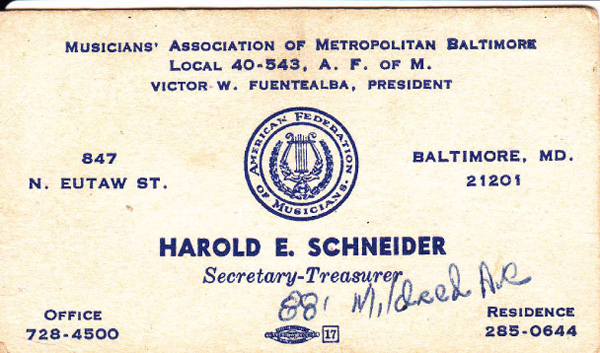 MUSICIANS' ASSOCIATION OF METROPOLITAN BALTIMORE
LOCAL 40-543, A. F. OF M.
VICTOR W. FUENTEALBA, PRESIDENT
847
N. EUTAW ST.
AMERICAN FEDERATION
OF MUSICIANS.
BALTIMORE, MD.
21201
HAROLD E. SCHNEIDER
Secretary-Treasurer
Mildred Ave
OFFICE
728-4500
17
RESIDENCE
285-0644